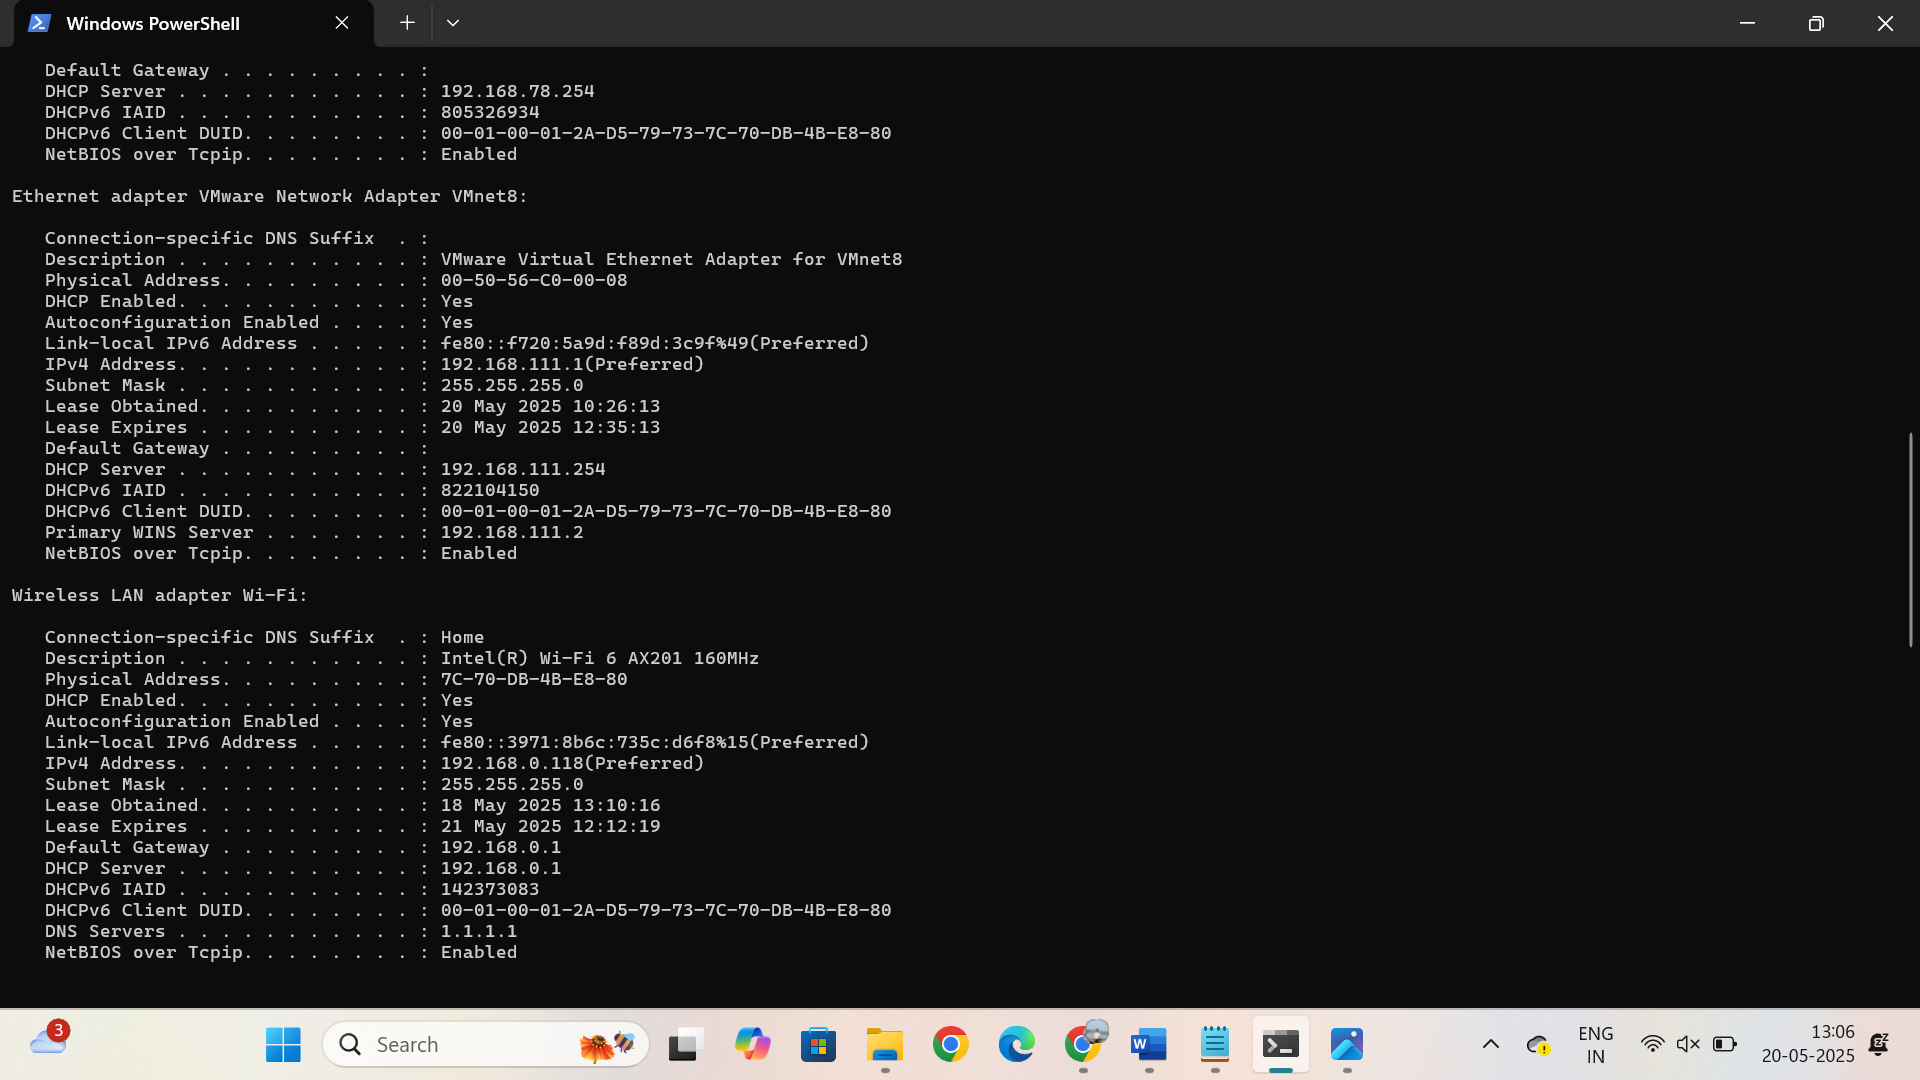 Windows PowerShell
   Default Gateway . . . . . . . . . :
   DHCP Server . . . . . . . . . . . : 192.168.78.254
   DHCPv6 IAID . . . . . . . . . . . : 805326934
   DHCPv6 Client DUID. . . . . . . . : 00-01-00-01-2A-D5-79-73-7C-70-DB-4B-E8-80
   NetBIOS over Tcpip. . . . . . . . : Enabled
Ethernet adapter VMware Network Adapter VMnet8:
   Connection-specific DNS Suffix  . :
   Description . . . . . . . . . . . : VMware Virtual Ethernet Adapter for VMnet8
   Physical Address. . . . . . . . . : 00-50-56-C0-00-08
   DHCP Enabled. . . . . . . . . . . : Yes
   Autoconfiguration Enabled . . . . : Yes
   Link-local IPv6 Address . . . . . : fe80::f720:5a9d:f89d:3c9f%49(Preferred)
   IPv4 Address. . . . . . . . . . . : 192.168.111.1(Preferred)
   Subnet Mask . . . . . . . . . . . : 255.255.255.0
   Lease Obtained. . . . . . . . . . : 20 May 2025 10:26:13
   Lease Expires . . . . . . . . . . : 20 May 2025 12:35:13
   Default Gateway . . . . . . . . . :
   DHCP Server . . . . . . . . . . . : 192.168.111.254
   DHCPv6 IAID . . . . . . . . . . . : 822104150
   DHCPv6 Client DUID. . . . . . . . : 00-01-00-01-2A-D5-79-73-7C-70-DB-4B-E8-80
   Primary WINS Server . . . . . . . : 192.168.111.2
   NetBIOS over Tcpip. . . . . . . . : Enabled
Wireless LAN adapter Wi-Fi:
   Connection-specific DNS Suffix  . : Home
   Description . . . . . . . . . . . : Intel(R) Wi-Fi 6 AX201 160MHz
   Physical Address. . . . . . . . . : 7C-70-DB-4B-E8-80
   DHCP Enabled. . . . . . . . . . . : Yes
   Autoconfiguration Enabled . . . . : Yes
   Link-local IPv6 Address . . . . . : fe80::3971:8b6c:735c:d6f8%15(Preferred)
   IPv4 Address. . . . . . . . . . . : 192.168.0.118(Preferred)
   Subnet Mask . . . . . . . . . . . : 255.255.255.0
   Lease Obtained. . . . . . . . . . : 18 May 2025 13:10:16
   Lease Expires . . . . . . . . . . : 21 May 2025 12:12:19
   Default Gateway . . . . . . . . . : 192.168.0.1
   DHCP Server . . . . . . . . . . . : 192.168.0.1
   DHCPv6 IAID . . . . . . . . . . . : 142373083
   DHCPv6 Client DUID. . . . . . . . : 00-01-00-01-2A-D5-79-73-7C-70-DB-4B-E8-80
   DNS Servers . . . . . . . . . . . : 1.1.1.1
   NetBIOS over Tcpip. . . . . . . . : Enabled
3
Search
W
ENG
IN
13:06
20-05-2025